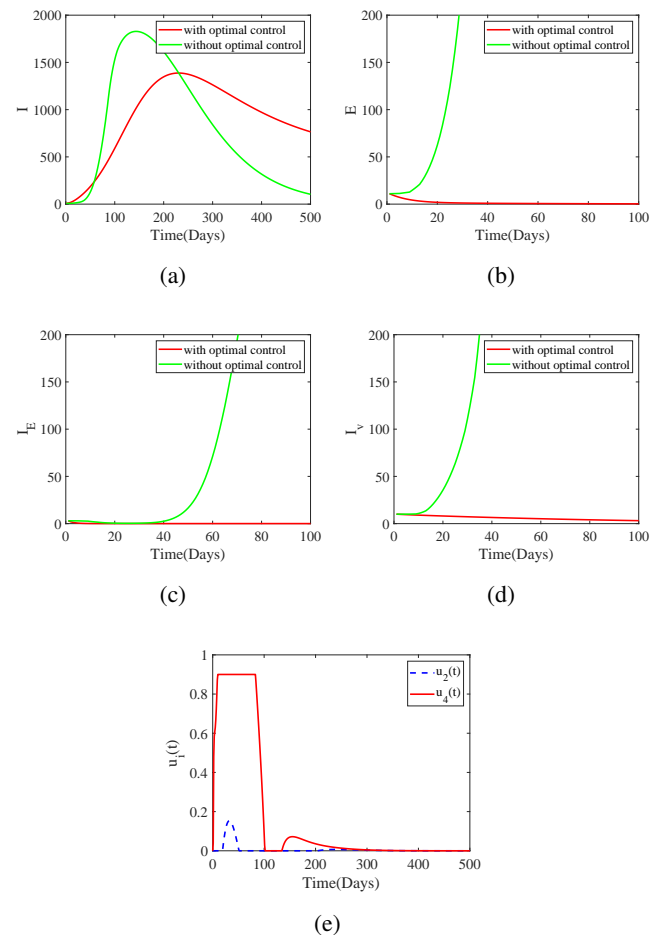 2000
1500
1000
500
0
I
with optimal control
without optimal control
0 100 200 300 400 500
Time(Days)
(a)
200
150
100
50
0
E
with optimal control
without optimal control
0 20 40 60 80 100
Time(Days)
(b)
200
150
100
50
0
I_E
with optimal control
without optimal control
0 20 40 60 80 100
Time(Days)
(c)
200
150
100
50
0
I_v
with optimal control
without optimal control
0 20 40 60 80 100
Time(Days)
(d)
1
0.8
0.6
0.4
0.2
0
u_i(t)
u_2(t)
u_4(t)
0 100 200 300 400 500
Time(Days)
(e)